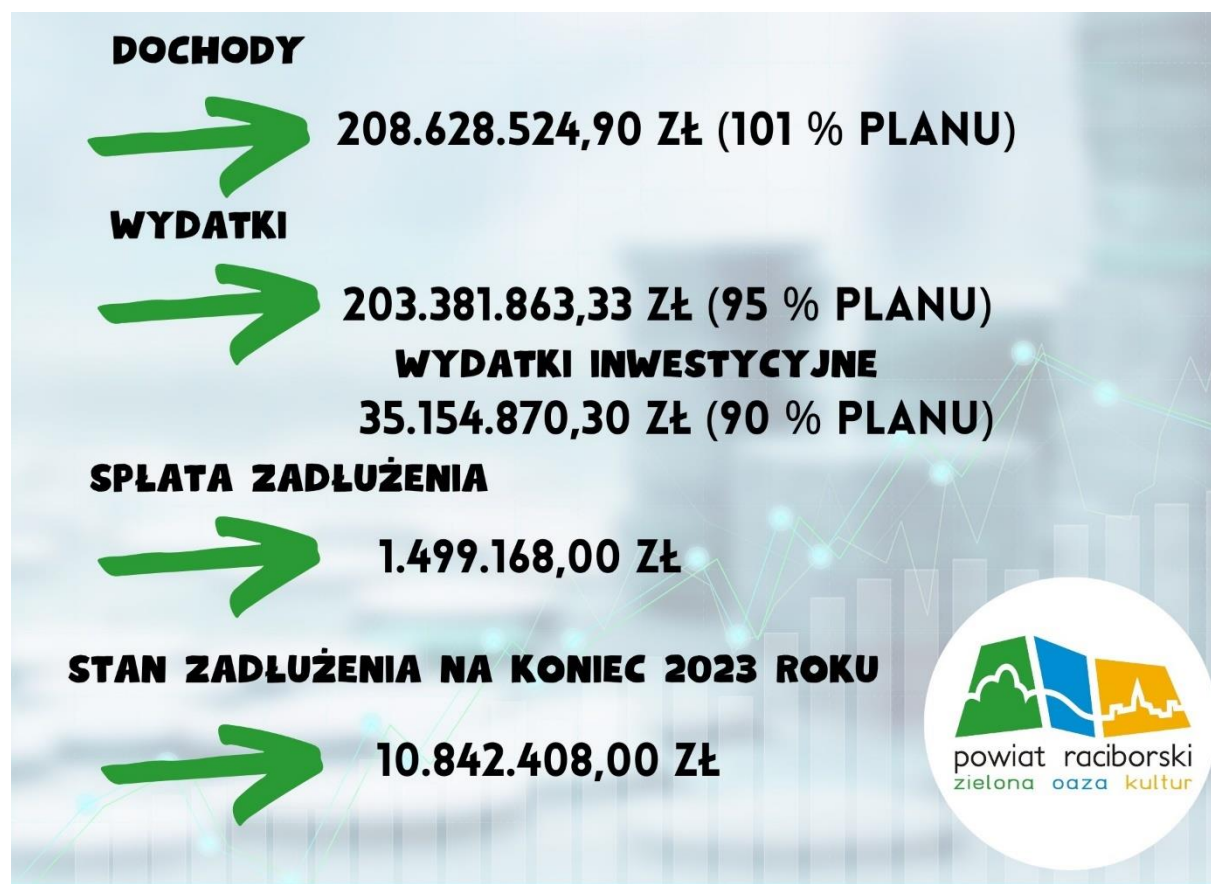 DOCHODY
208.628.524,90 ZŁ (101 % PLANU)
WYDATKI
203.381.863,33 ZŁ (95 % PLANU)
WYDATKI INWESTYCYJNE
35.154.870,30 ZŁ (90 % PLANU)
SPŁATA ZADŁUŻENIA
1.499.168,00 ZŁ
STAN ZADŁUŻENIA NA KONIEC 2023 ROKU
10.842.408,00 ZŁ
powiat raciborski
zielona oaza kultur